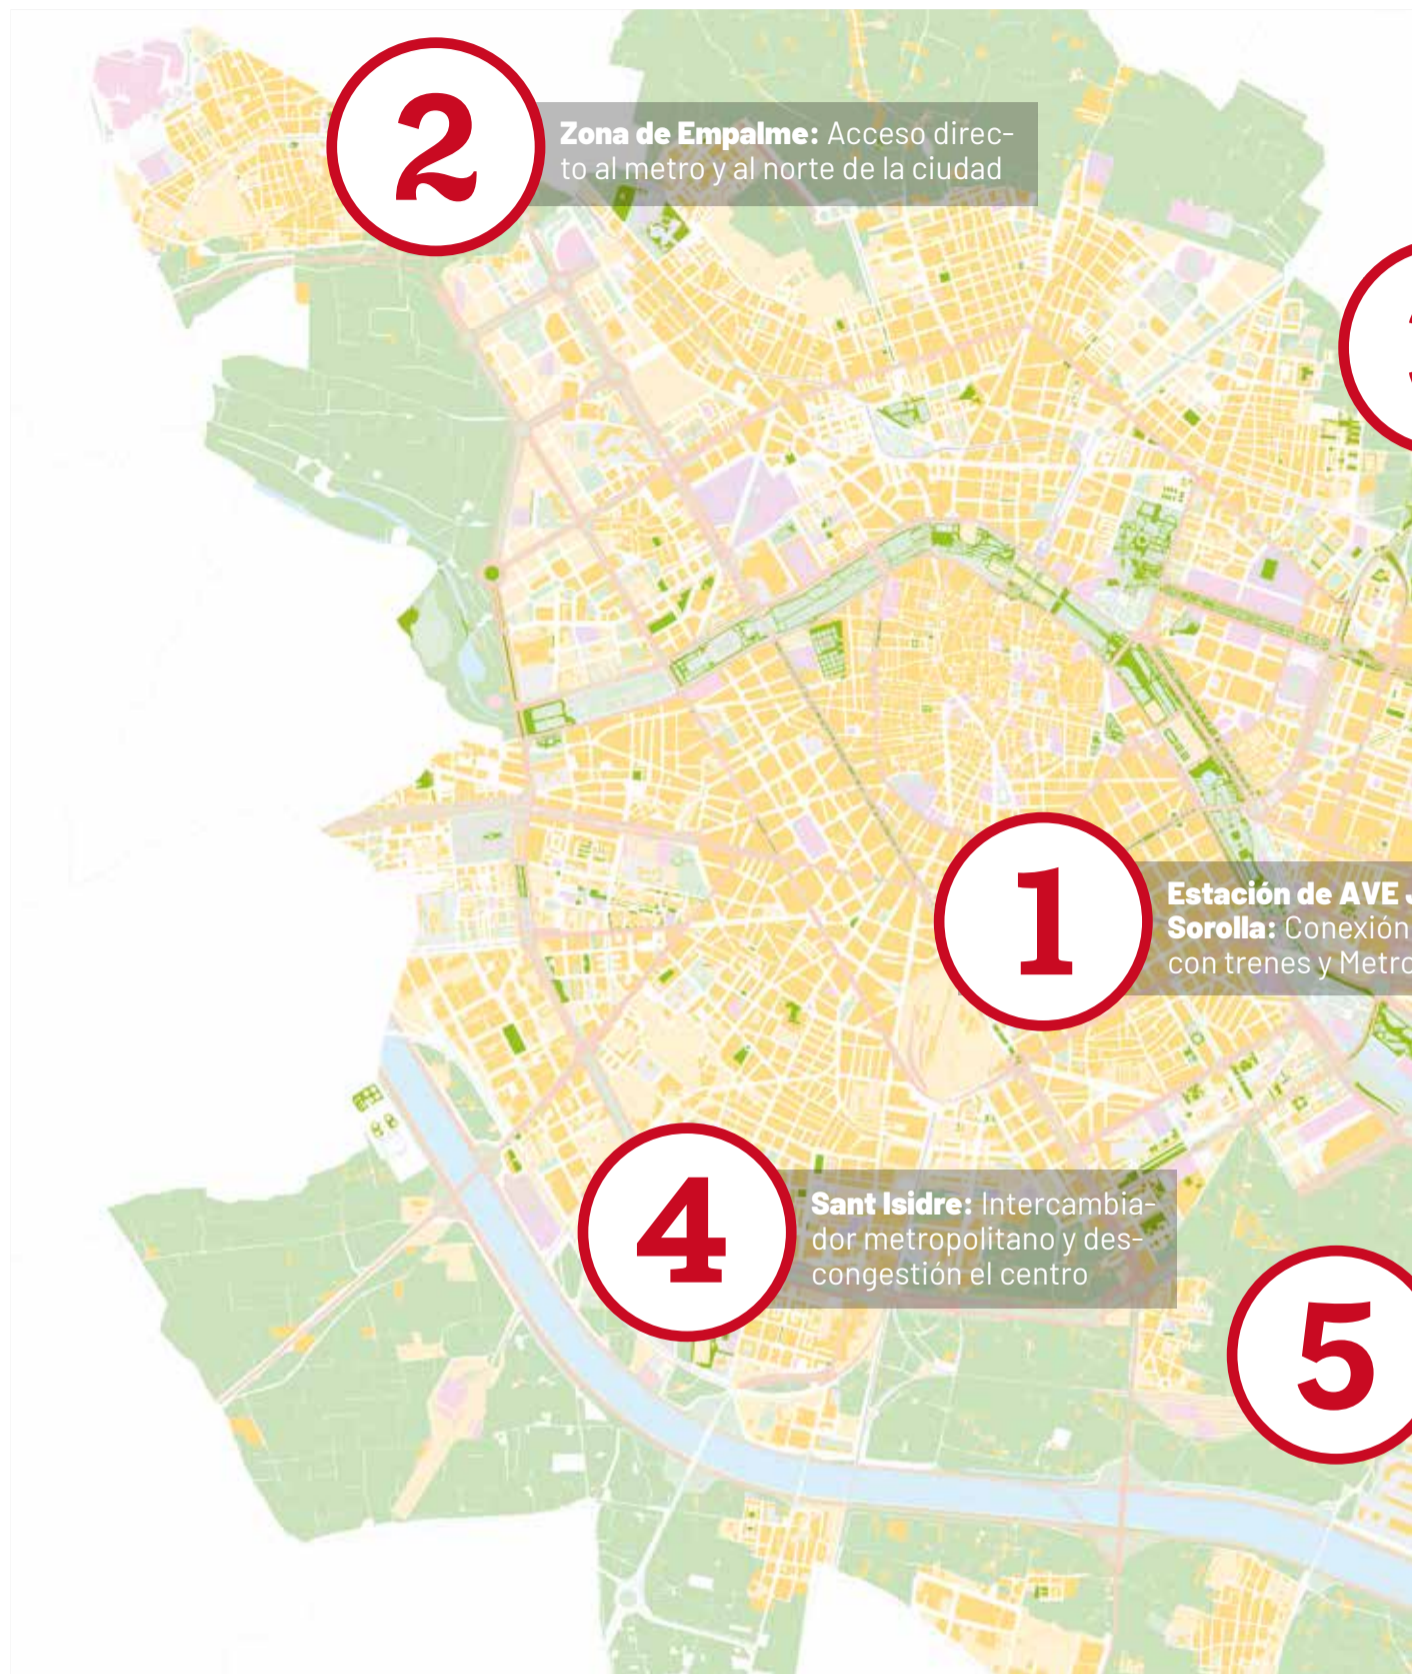 2
Zona de Empalme: Acceso direc-
to al metro y al norte de la ciudad
1
Estación de AVE
Sorolla: Conexión
con trenes y Metro
4
Sant Isidre: Intercambia-
dor metropolitano y des-
congestión el centro
5